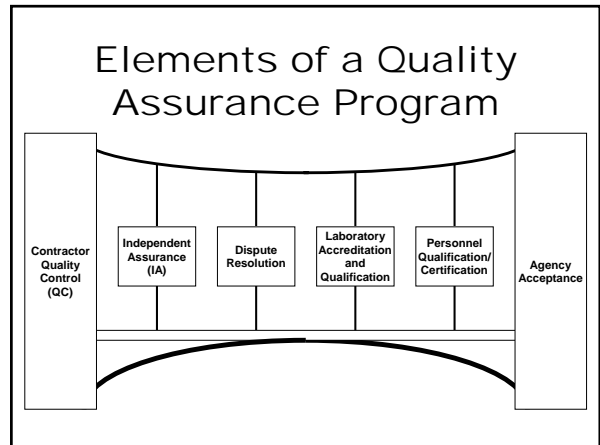 Elements of a Quality
Assurance Program
Contractor
Quality
Control
(QC)
Independent
Assurance
(IA)
Dispute
Resolution
Laboratory
Accreditation
and
Qualification
Personnel
Qualification/
Certification
Agency
Acceptance